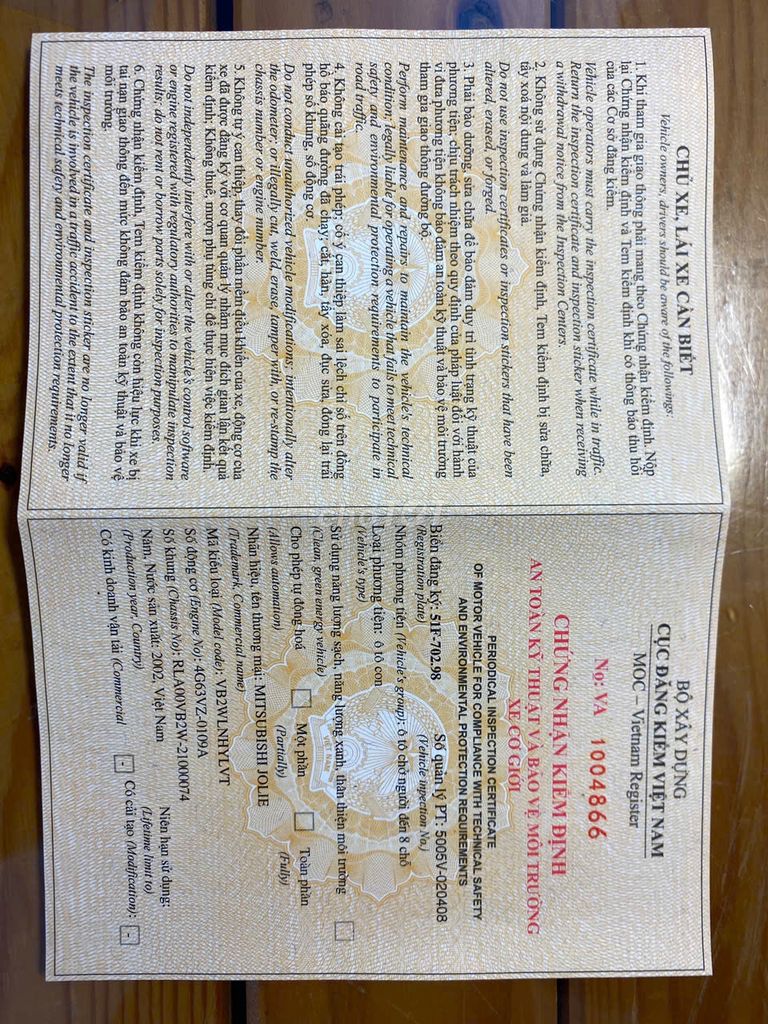 CHỦ XE, LÁI XE CẦN BIẾT
Vehicle owners, drivers should be aware of the followings:
1. Khi tham gia giao thông phải mang theo Chứng nhận kiểm định. Nộp
lại Chứng nhận kiểm định và Tem kiểm định khi có thông báo thu hồi
của các Cơ sở đăng kiểm.
Vehicle operators must carry the inspection certificate while in traffic.
Return the inspection certificate and inspection sticker when receiving
a withdrawal notice from the Inspection Centers.
2. Không sử dụng Chứng nhận kiểm định, Tem kiểm định bị sửa chữa,
tẩy xoá nội dung và làm giả.
Do not use inspection certificates or inspection stickers that have been
altered, erased, or forged.
3. Phải bảo dưỡng, sửa chữa để bảo đảm duy trì tình trạng kỹ thuật của
phương tiện; chịu trách nhiệm theo quy định của pháp luật đối với hành
vi đưa phương tiện không bảo đảm an toàn kỹ thuật và bảo vệ môi trường
tham gia giao thông đường bộ.
Perform maintenance and repairs to maintain the vehicle's technical
condition; legally liable for operating a vehicle that fails to meet technical
safety and environmental protection requirements to participate in
road traffic.
4. Không cải tạo trái phép; cố ý can thiệp làm sai lệch chỉ số trên đồng
hồ báo quãng đường đã chạy; cắt, hàn, tẩy xóa, đục sửa, đóng lại trái
phép số khung, số động cơ.
Do not conduct unauthorized vehicle modifications; intentionally alter
the odometer; or illegally cut, weld, erase, tamper with, or re-stamp the
chassis number or engine number.
5. Không tự ý can thiệp, thay đổi phần mềm điều khiển của xe, động cơ của
xe đã được đăng ký với cơ quan quản lý nhằm mục đích gian lận kết quả
kiểm định; Không thuê, mượn phụ tùng chỉ để thực hiện việc kiểm định.
Do not independently interfere with or alter the vehicle's control software
or engine registered with regulatory authorities to manipulate inspection
results; do not rent or borrow parts solely for inspection purposes.
6. Chứng nhận kiểm định, Tem kiểm định không còn hiệu lực khi xe bị
tai nạn giao thông đến mức không đảm bảo an toàn kỹ thuật và bảo vệ
môi trường.
The inspection certificate and inspection sticker are no longer valid if
the vehicle is involved in a traffic accident to the extent that it no longer
meets technical safety and environmental protection requirements.
BỘ XÂY DỰNG
CỤC ĐĂNG KIỂM VIỆT NAM
MOC – Vietnam Register
No: VA 1004866
CHỨNG NHẬN KIỂM ĐỊNH
AN TOÀN KỸ THUẬT VÀ BẢO VỆ MÔI TRƯỜNG
XE CƠ GIỚI
PERIODICAL INSPECTION CERTIFICATE
OF MOTOR VEHICLE FOR COMPLIANCE WITH TECHNICAL SAFETY
AND ENVIRONMENTAL PROTECTION REQUIREMENTS
Biển đăng ký: 51F-702.98 Số quản lý PT: 5005V-020408
(Registration plate) (Vehicle inpection No.)
Nhóm phương tiện (Vehicle's group): ô tô chở người đến 8 chỗ
Loại phương tiện: ô tô con
(Vehicle's type)
Sử dụng năng lượng sạch, năng lượng xanh, thân thiện môi trường
(Clean, green energy vehicle)
Cho phép tự động hoá Một phần Toàn phần
(Allows automation) (Partially) (Fully)
Nhãn hiệu, tên thương mại: MITSUBISHI JOLIE
(Trademark, Commercial name)
Mã kiểu loại (Model code): VB2WLNHYLVT
Số động cơ (Engine No): 4G63VZ-0109A
Số khung (Chassis No): RLA00VB2W-21000074
Năm, Nước sản xuất: 2002, Việt Nam Niên hạn sử dụng:
(Production year, Country) (Lifetime limit to)
Có kinh doanh vận tải (Commercial - Có cải tạo (Modification): -